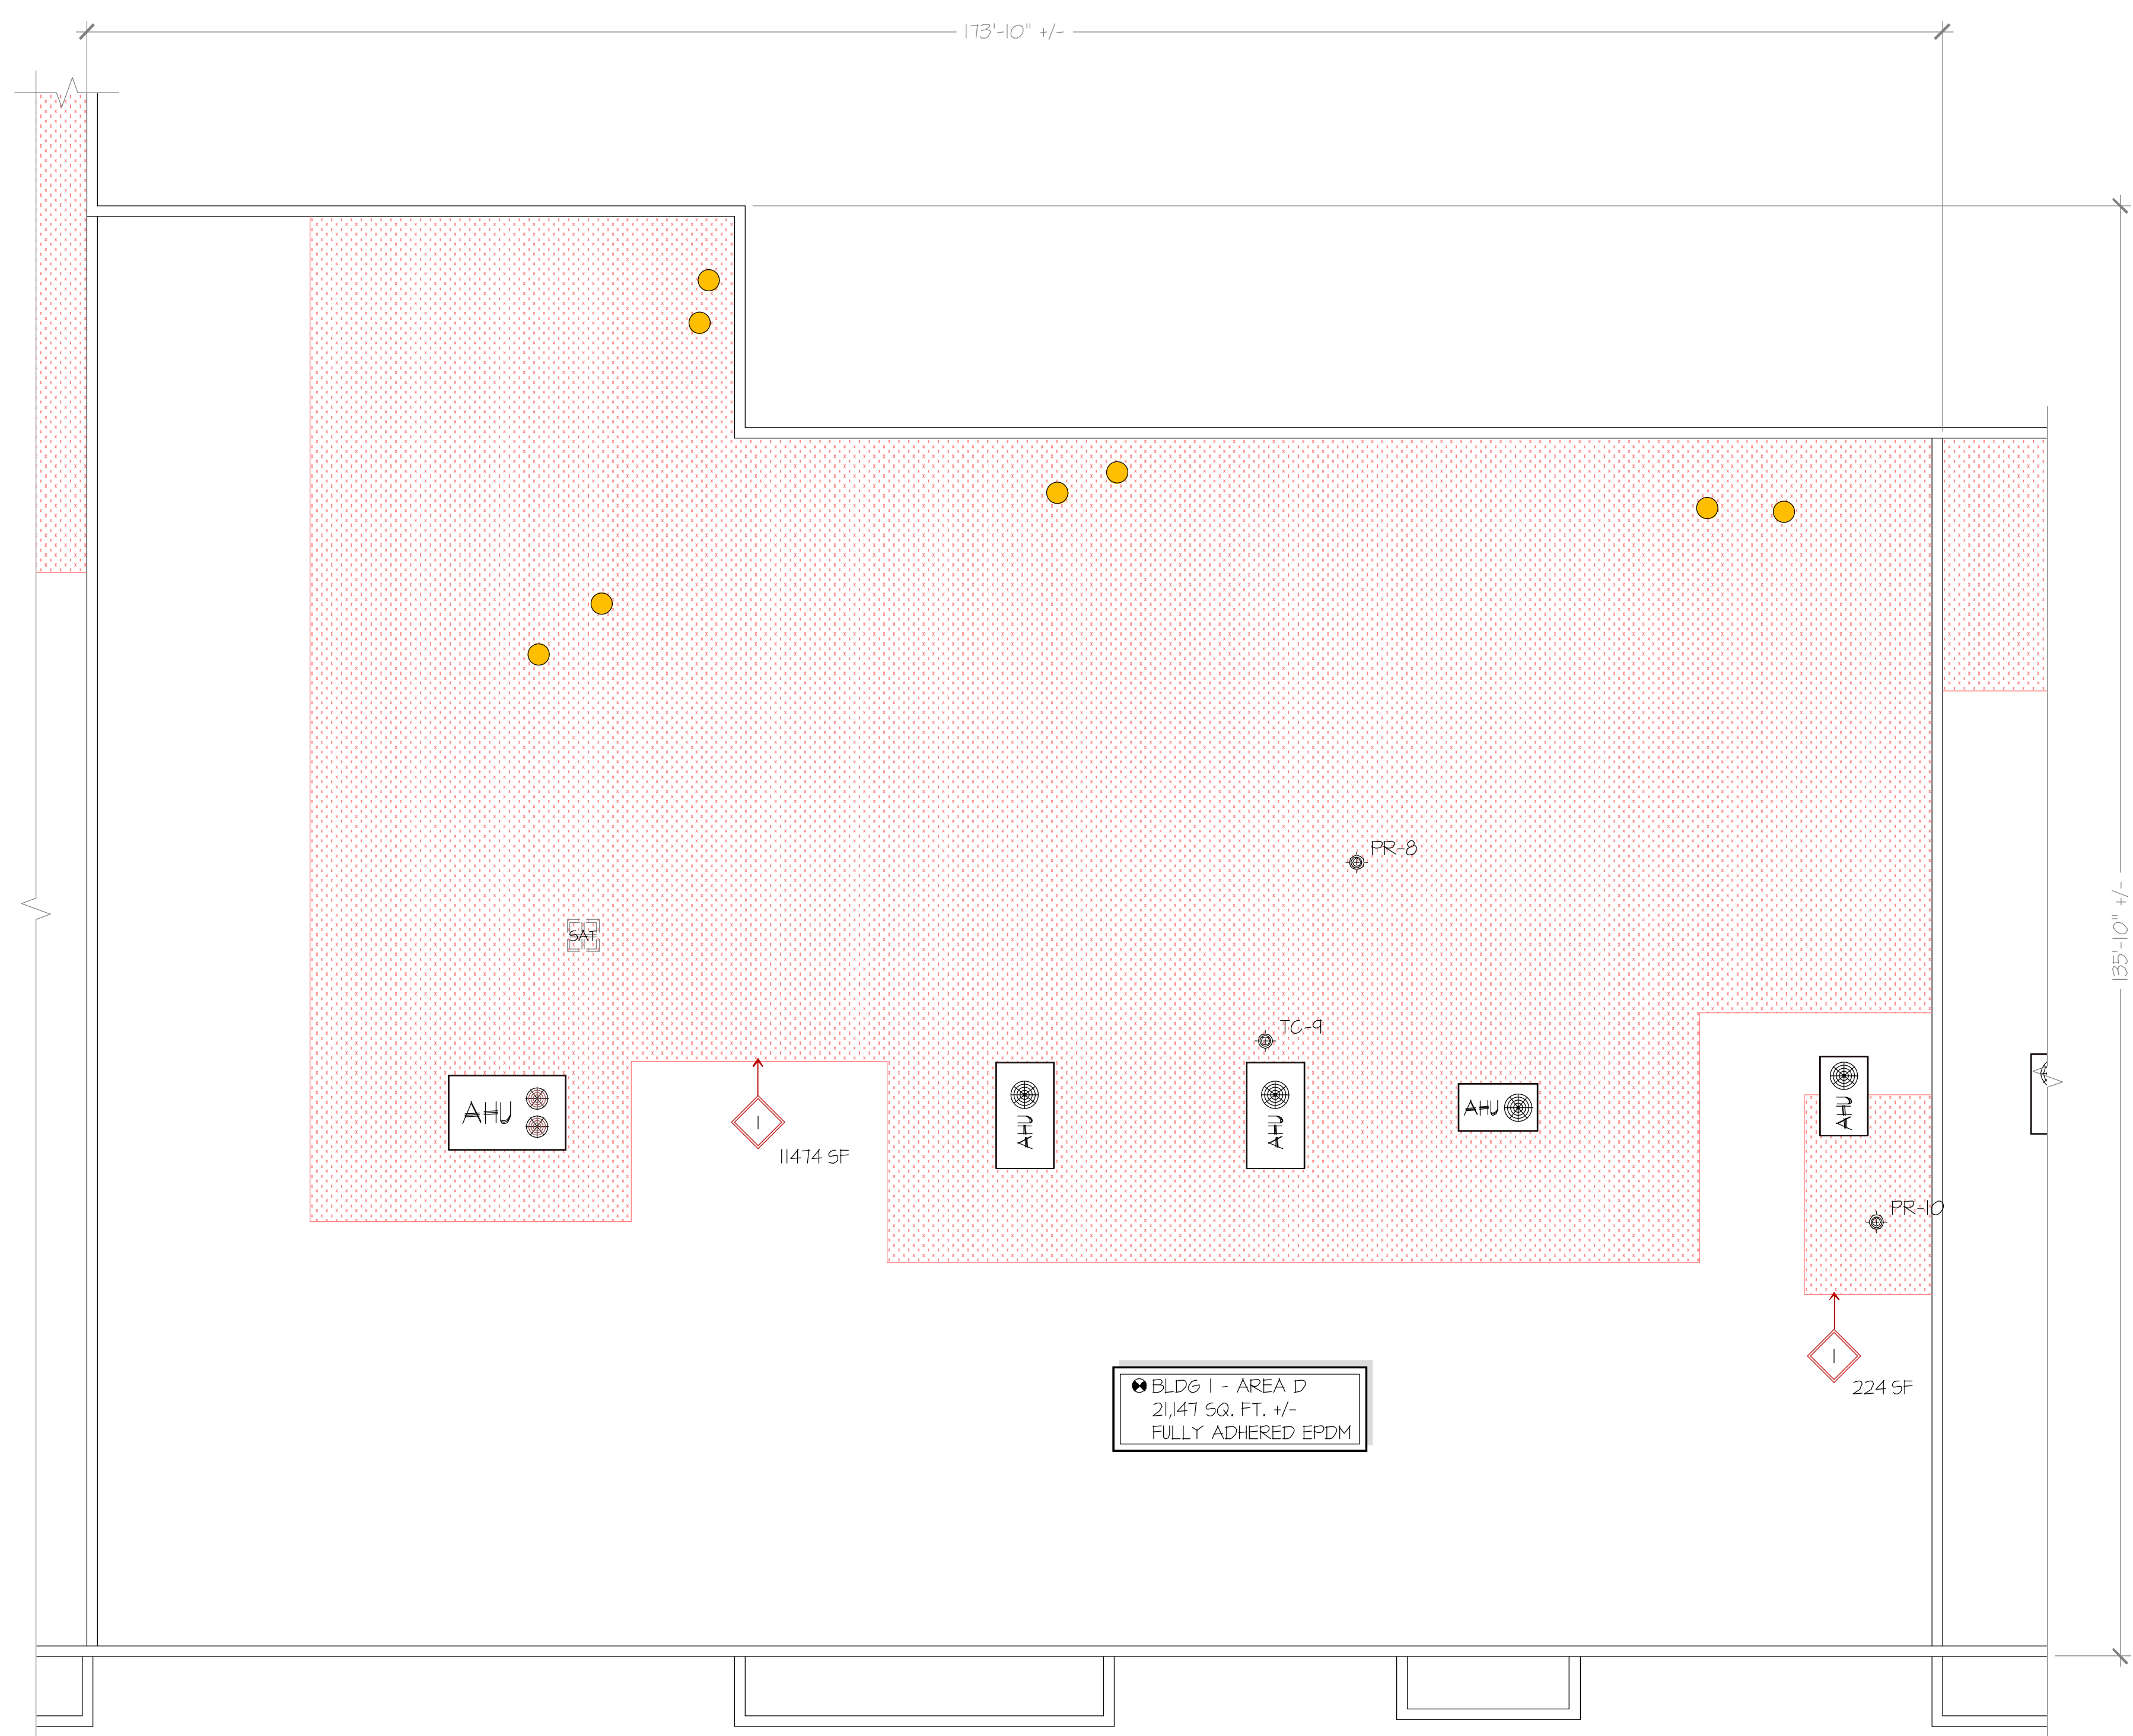 173'-10" +/-
PR-8
135'-10" +/-
SAT
TC-9
AHU
AHU
AHU
AHU
AHU
1
11474 SF
PR-10
1
224 SF
BLDG 1 - AREA D
21,147 SQ. FT. +/-
FULLY ADHERED EPDM